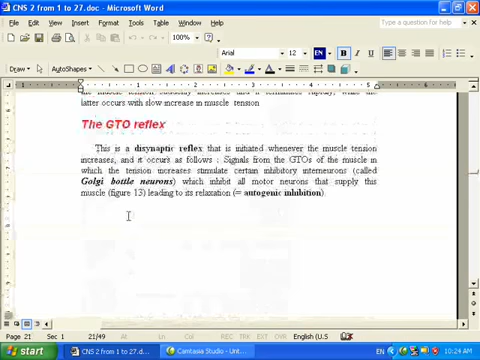 CNS 2 from 1 to 27.doc - Microsoft Word
File Edit View Insert Format Tools Table Window Help
Type a question for help
100%
Arial 12 EN B I U
Draw AutoShapes
latter occurs with slow increase in muscle tension
The GTO reflex
This is a disynaptic reflex that is initiated whenever the muscle tension
increases, and it occurs as follows : Signals from the GTOs of the muscle in
which the tension increases stimulate certain inhibitory interneurons (called
Golgi bottle neurons) which inhibit all motor neurons that supply this
muscle (figure 13) leading to its relaxation (= autogenic inhibition).
Page 21 Sec 1 21/49 At Ln Col REC TRK EXT OVR English (U.S
start CNS 2 from 1 to 27.d... Camtasia Studio - Unt... EN 10:24 AM